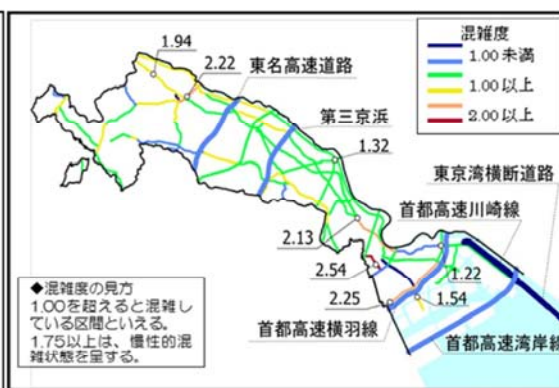 混雑度
1.00未満
1.00以上
2.00以上
1.94
2.22
東名高速道路
第三京浜
1.32
東京湾横断道路
首都高速川崎線
2.13
2.54
1.22
2.25
1.54
首都高速横羽線
首都高速湾岸線
◆混雑度の見方
1.00を超えると混雑し
ている区間といえる。
1.75以上は、慢性的混
雑状態を呈する。